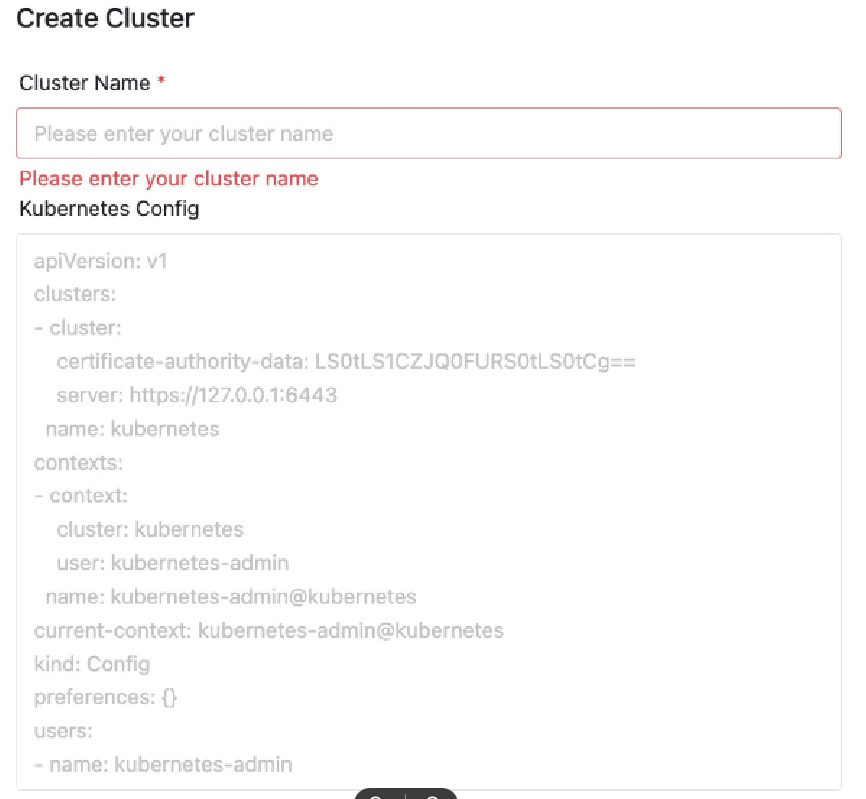 Create Cluster
Cluster Name *
Please enter your cluster name
Please enter your cluster name
Kubernetes Config
apiVersion: v1
clusters:
- cluster:
    certificate-authority-data: LS0tLS1CZJQ0FURS0tLS0tCg==
    server: https://127.0.0.1:6443
  name: kubernetes
contexts:
- context:
    cluster: kubernetes
    user: kubernetes-admin
  name: kubernetes-admin@kubernetes
current-context: kubernetes-admin@kubernetes
kind: Config
preferences: {}
users:
- name: kubernetes-admin